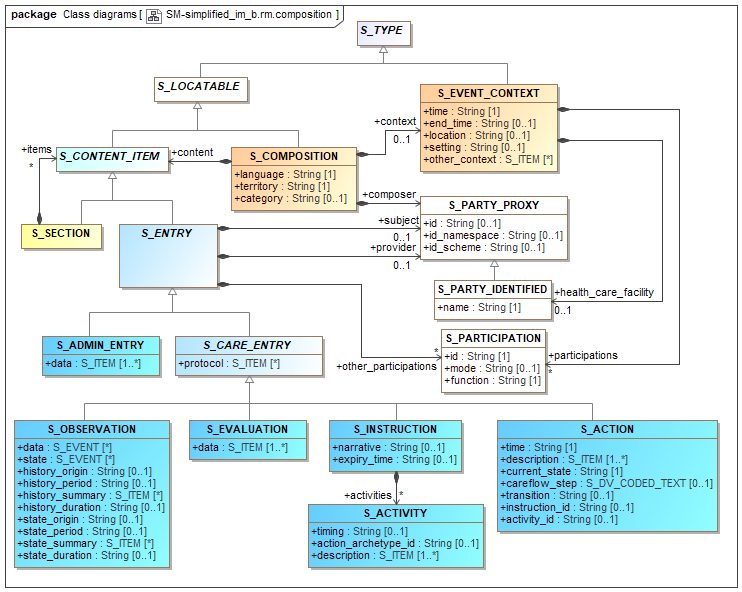 package Class diagrams [ SM-simplified_im_b.rm.composition ]
S_TYPE
S_LOCATABLE
S_EVENT_CONTEXT
+time : String [1]
+end_time : String [0..1]
+location : String [0..1]
+setting : String [0..1]
+other_context : S_ITEM [*]
+context
0..1
+items
*
S_CONTENT_ITEM
+content
S_COMPOSITION
+language : String [1]
+territory : String [1]
+category : String [0..1]
+composer
S_SECTION
S_ENTRY
+subject
0..1
+provider
0..1
S_PARTY_PROXY
+id : String [0..1]
+id_namespace : String [0..1]
+id_scheme : String [0..1]
S_PARTY_IDENTIFIED
+name : String [1]
+health_care_facility
0..1
S_ADMIN_ENTRY
+data : S_ITEM [1..*]
S_CARE_ENTRY
+protocol : S_ITEM [*]
*
+other_participations
S_PARTICIPATION
+id : String [1]
+mode : String [0..1]
+function : String [1]
+participations
*
S_OBSERVATION
+data : S_EVENT [*]
+state : S_EVENT [*]
+history_origin : String [0..1]
+history_period : String [0..1]
+history_summary : S_ITEM [*]
+history_duration : String [0..1]
+state_origin : String [0..1]
+state_period : String [0..1]
+state_summary : S_ITEM [*]
+state_duration : String [0..1]
S_EVALUATION
+data : S_ITEM [1..*]
S_INSTRUCTION
+narrative : String [0..1]
+expiry_time : String [0..1]
+activities
*
S_ACTIVITY
+timing : String [0..1]
+action_archetype_id : String [0..1]
+description : S_ITEM [1..*]
S_ACTION
+time : String [1]
+description : S_ITEM [1..*]
+current_state : String [1]
+careflow_step : S_DV_CODED_TEXT [0..1]
+transition : String [0..1]
+instruction_id : String [0..1]
+activity_id : String [0..1]